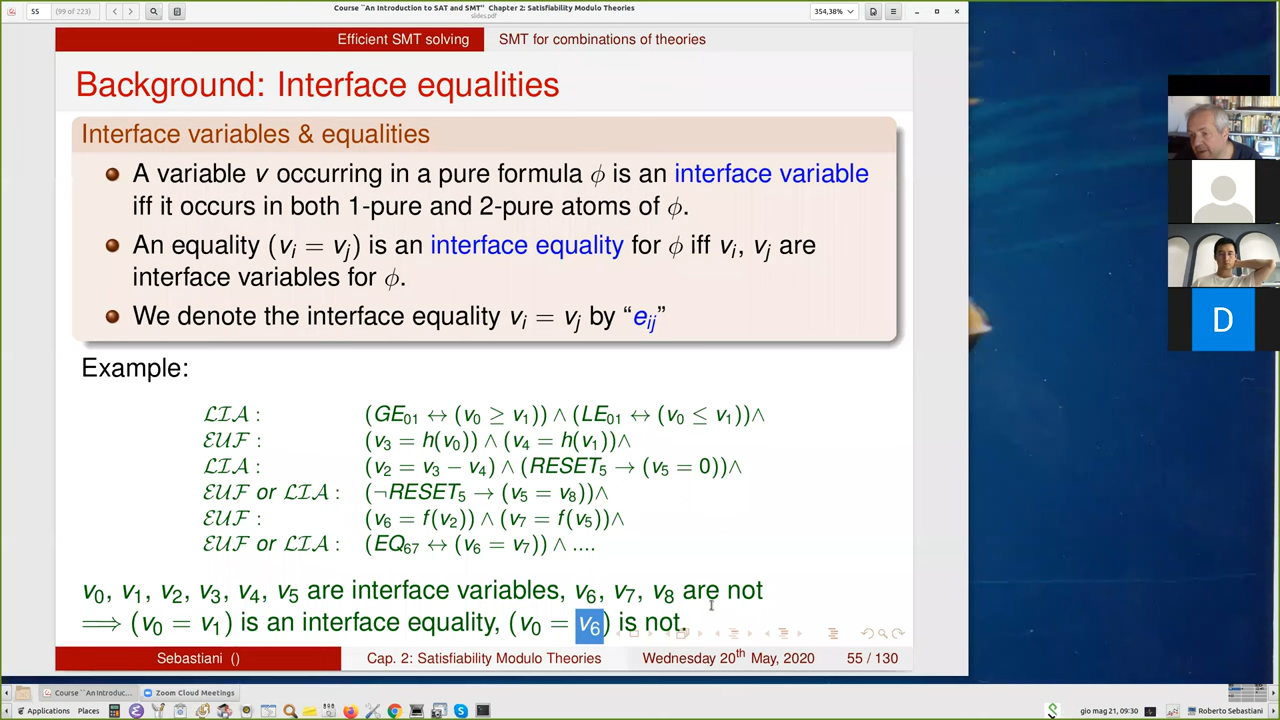 55 (99 of 223) Course ``An Introduction to SAT and SMT'' Chapter 2: Satisfiability Modulo Theories 354,38%
slides.pdf
Efficient SMT solving SMT for combinations of theories
Background: Interface equalities
Interface variables & equalities
A variable v occurring in a pure formula ϕ is an interface variable
iff it occurs in both 1-pure and 2-pure atoms of ϕ.
An equality (vᵢ = vⱼ) is an interface equality for ϕ iff vᵢ, vⱼ are
interface variables for ϕ.
We denote the interface equality vᵢ = vⱼ by “eᵢⱼ”
Example:
LIA : (GE₀₁ ↔ (v₀ ≥ v₁)) ∧ (LE₀₁ ↔ (v₀ ≤ v₁))∧
EUF : (v₃ = h(v₀)) ∧ (v₄ = h(v₁))∧
LIA : (v₂ = v₃ − v₄) ∧ (RESET₅ → (v₅ = 0))∧
EUF or LIA : (¬RESET₅ → (v₅ = v₈))∧
EUF : (v₆ = f(v₂)) ∧ (v₇ = f(v₅))∧
EUF or LIA : (EQ₆₇ ↔ (v₆ = v₇)) ∧ ....
v₀, v₁, v₂, v₃, v₄, v₅ are interface variables, v₆, v₇, v₈ are not
⟹ (v₀ = v₁) is an interface equality, (v₀ = v₆) is not.
Sebastiani () Cap. 2: Satisfiability Modulo Theories Wednesday 20th May, 2020 55 / 130
D
Course ``An Introduc... Zoom Cloud Meetings
Applications Places gio mag 21, 09:30 Roberto Sebastiani